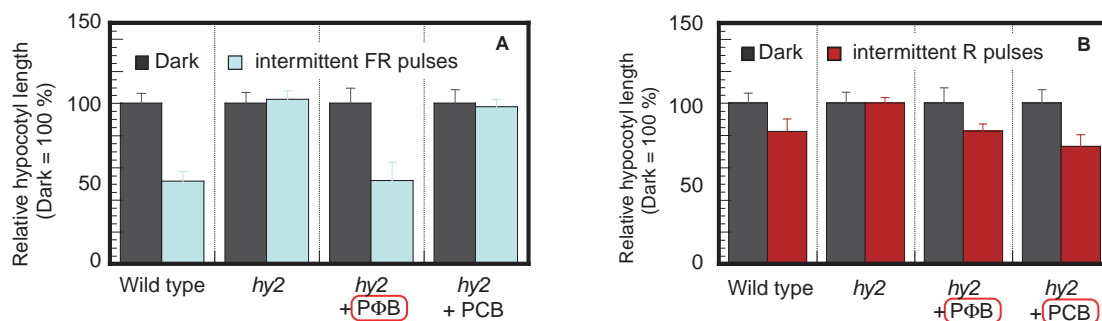 150
A
Dark
intermittent FR pulses
100
50
0
Relative hypocotyl length
(Dark = 100 %)
Wild type
hy2
hy2
+ PΦB
hy2
+ PCB
150
B
Dark
intermittent R pulses
100
50
0
Relative hypocotyl length
(Dark = 100 %)
Wild type
hy2
hy2
+ PΦB
hy2
+ PCB